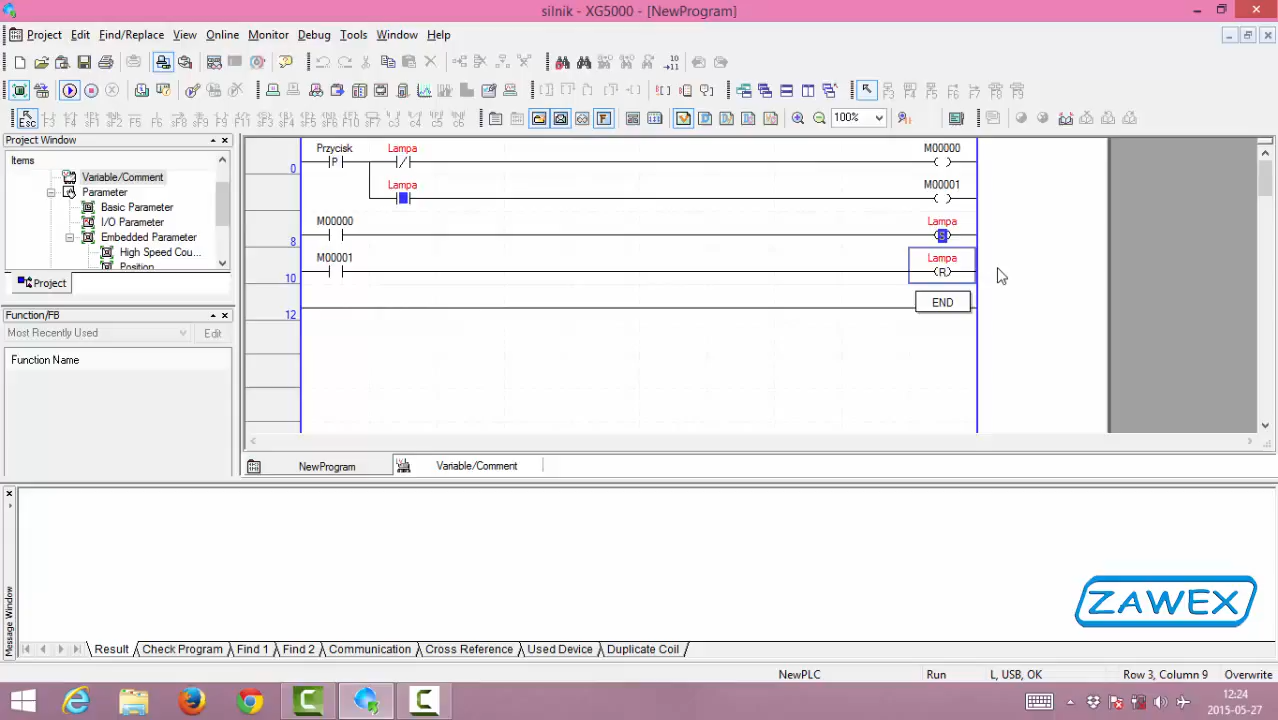 silnik - XG5000 - [NewProgram]
Project Edit Find/Replace View Online Monitor Debug Tools Window Help
100%
Project Window
Items
Variable/Comment
Parameter
Basic Parameter
I/O Parameter
Embedded Parameter
High Speed Cou...
Position
Project
Function/FB
Most Recently Used
Edit
Function Name
Przycisk Lampa M00000
P
0
Lampa M00001
M00000 Lampa
S
8
M00001 Lampa
R
10
END
12
NewProgram Variable/Comment
Message Window
ZAWEX
Result Check Program Find 1 Find 2 Communication Cross Reference Used Device Duplicate Coil
NewPLC Run L, USB, OK Row 3, Column 9 Overwrite
12:24
2015-05-27